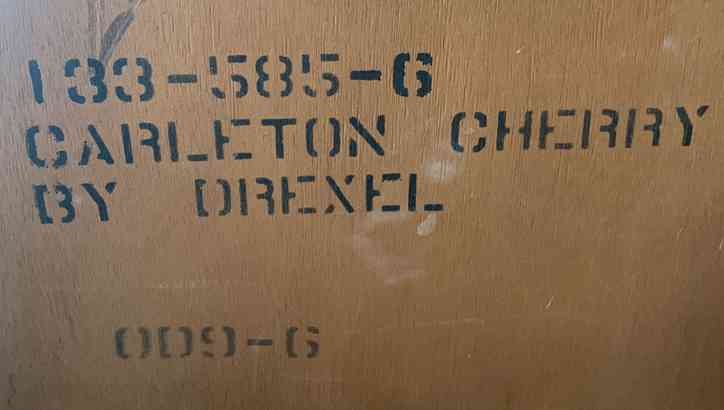 133-585-6
CARLETON CHERRY
BY DREXEL
009-6